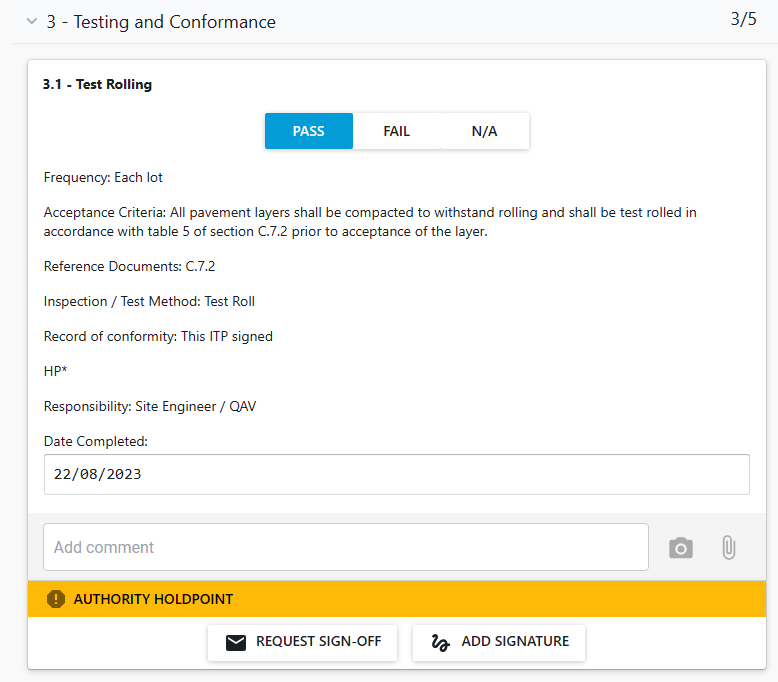 3 - Testing and Conformance
3/5
3.1 - Test Rolling
PASS
FAIL
N/A
Frequency: Each lot
Acceptance Criteria: All pavement layers shall be compacted to withstand rolling and shall be test rolled in
accordance with table 5 of section C.7.2 prior to acceptance of the layer.
Reference Documents: C.7.2
Inspection / Test Method: Test Roll
Record of conformity: This ITP signed
HP*
Responsibility: Site Engineer / QAV
Date Completed:
22/08/2023
Add comment
AUTHORITY HOLDPOINT
REQUEST SIGN-OFF
ADD SIGNATURE